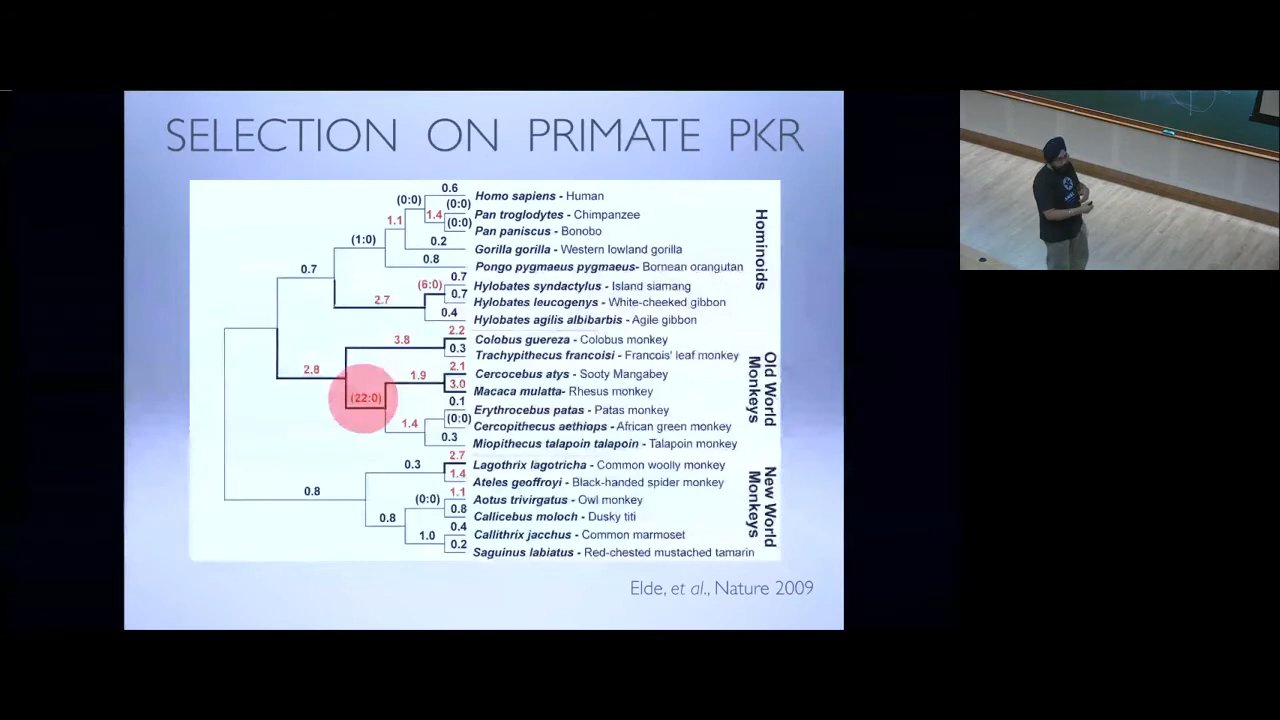 SELECTION ON PRIMATE PKR
0.6
Homo sapiens - Human
(0:0)
(0:0)
1.4
Pan troglodytes - Chimpanzee
1.1
(0:0)
Pan paniscus - Bonobo
(1:0)
0.2
Gorilla gorilla - Western lowland gorilla
0.8
Pongo pygmaeus pygmaeus- Bornean orangutan
0.7
0.7
(6:0)
Hylobates syndactylus - Island siamang
2.7
0.7
Hylobates leucogenys - White-cheeked gibbon
0.4
Hylobates agilis albibarbis - Agile gibbon
Hominoids
2.2
3.8
Colobus guereza - Colobus monkey
0.3
Trachypithecus francoisi - Francois' leaf monkey
2.8
2.1
1.9
Cercocebus atys - Sooty Mangabey
3.0
Macaca mulatta- Rhesus monkey
(22:0)
0.1
Erythrocebus patas - Patas monkey
(0:0)
1.4
Cercopithecus aethiops - African green monkey
0.3
Miopithecus talapoin talapoin - Talapoin monkey
Old World
Monkeys
2.7
0.3
Lagothrix lagotricha - Common woolly monkey
1.4
Ateles geoffroyi - Black-handed spider monkey
0.8
1.1
(0:0)
Aotus trivirgatus - Owl monkey
0.8
0.8
Callicebus moloch - Dusky titi
0.4
1.0
Callithrix jacchus - Common marmoset
0.2
Saguinus labiatus - Red-chested mustached tamarin
New World
Monkeys
Elde, et al., Nature 2009